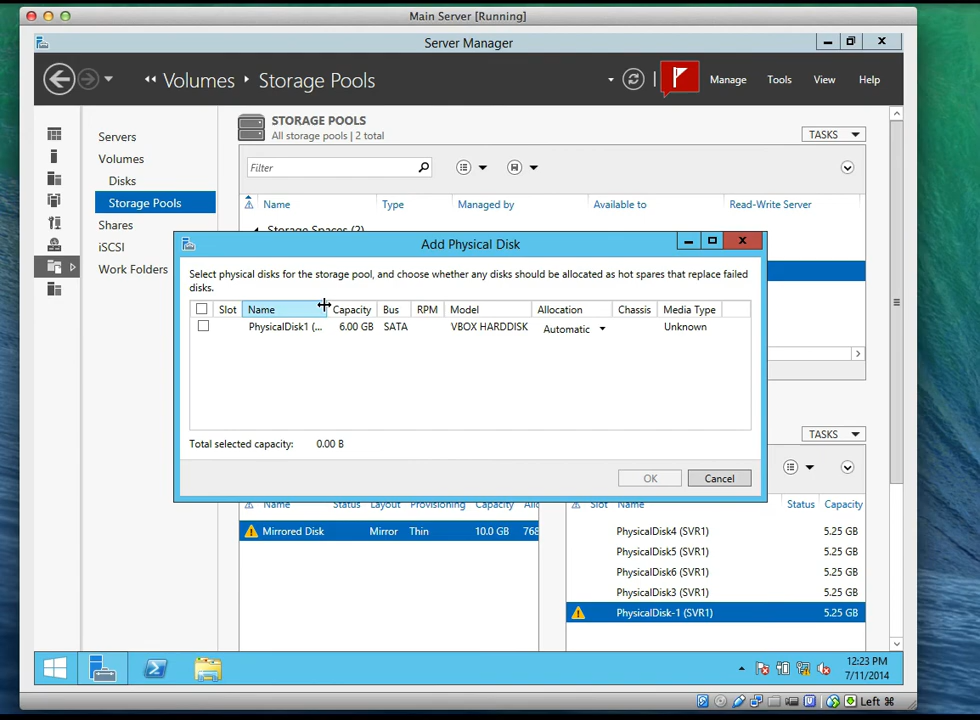 Main Server [Running]
Server Manager
Volumes Storage Pools
Manage Tools View Help
Servers
Volumes
Disks
Storage Pools
Shares
iSCSI
Work Folders
STORAGE POOLS
All storage pools | 2 total
TASKS
Filter
Name Type Managed by Available to Read-Write Server
Storage Spaces (2)
Add Physical Disk
Select physical disks for the storage pool, and choose whether any disks should be allocated as hot spares that replace failed
disks.
Slot Name Capacity Bus RPM Model Allocation Chassis Media Type
PhysicalDisk1 (... 6.00 GB SATA VBOX HARDDISK Automatic Unknown
Total selected capacity: 0.00 B
OK Cancel
TASKS
Name Status Layout Provisioning Capacity
Mirrored Disk Mirror Thin 10.0 GB 768
Slot Name Status Capacity
PhysicalDisk4 (SVR1) 5.25 GB
PhysicalDisk5 (SVR1) 5.25 GB
PhysicalDisk6 (SVR1) 5.25 GB
PhysicalDisk3 (SVR1) 5.25 GB
PhysicalDisk-1 (SVR1) 5.25 GB
12:23 PM
7/11/2014
Left ⌘